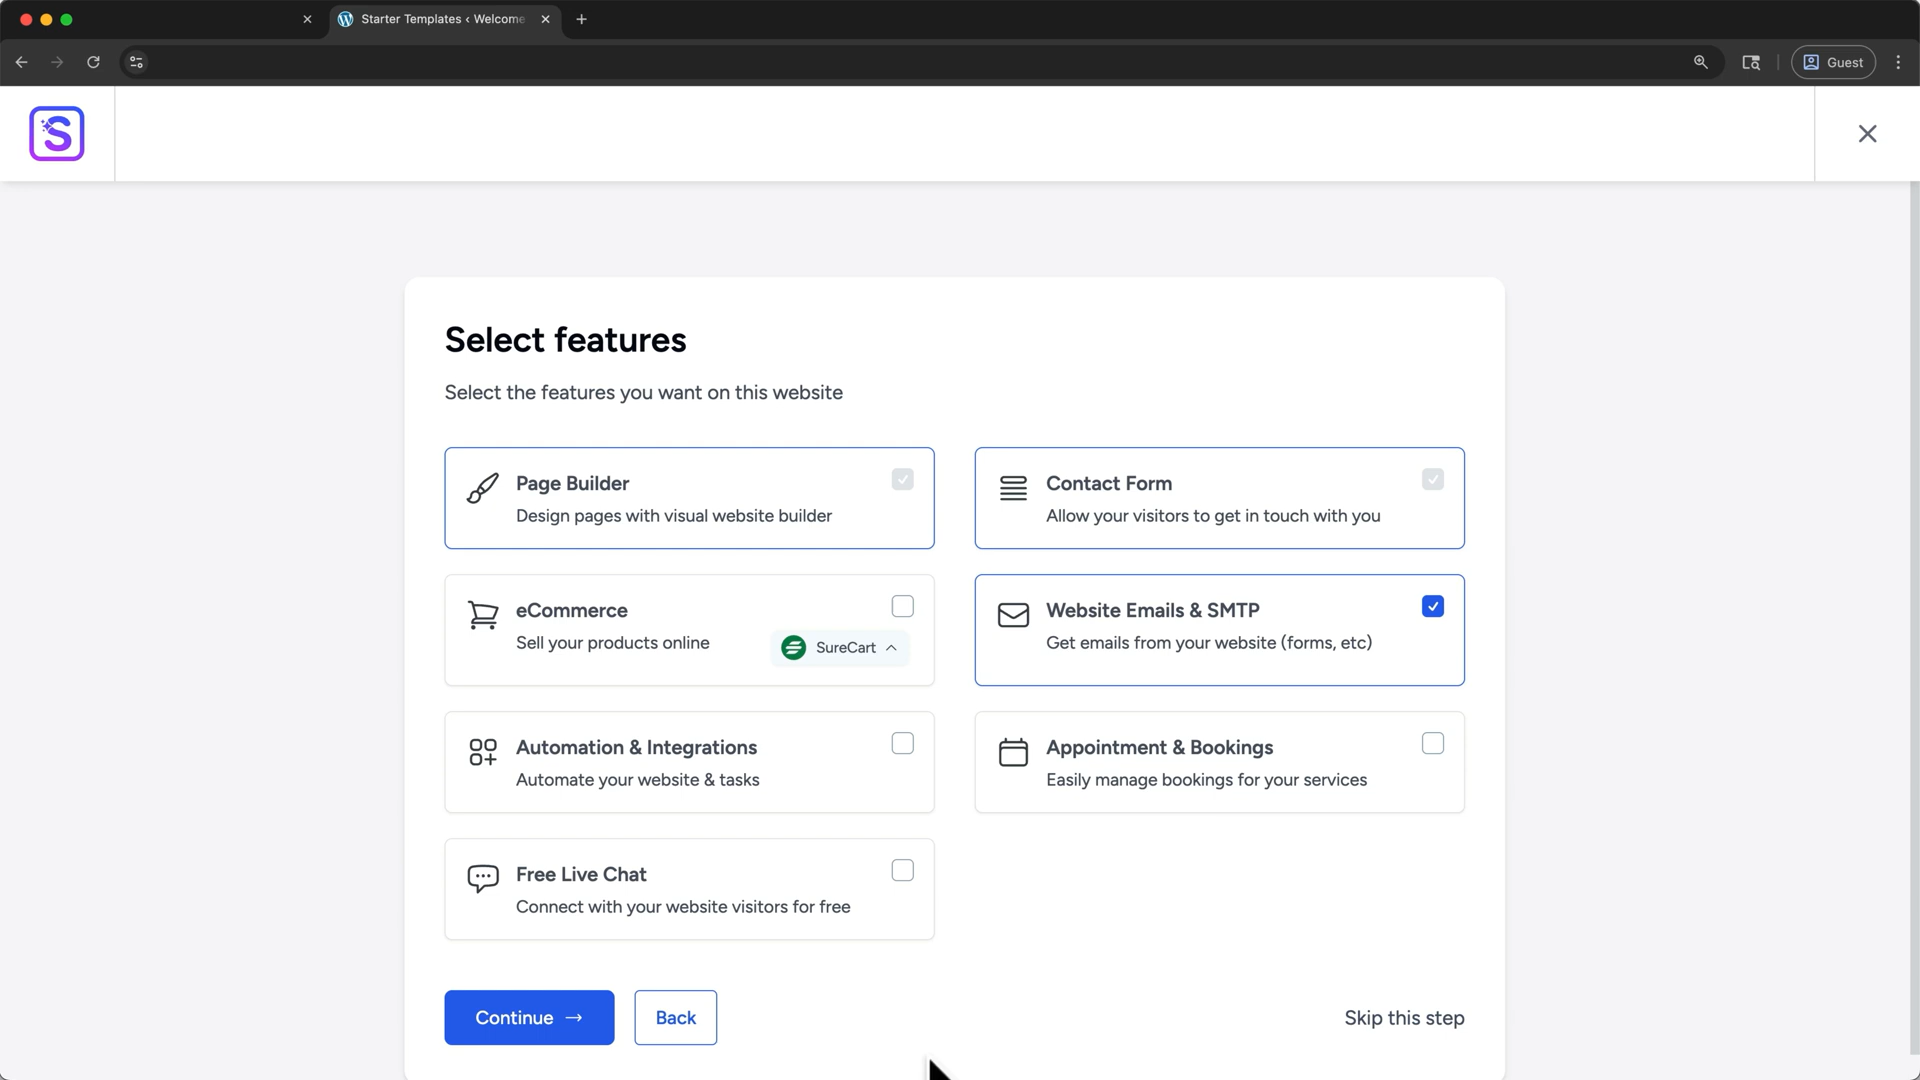 Starter Templates ‹ Welcome
Guest
Select features
Select the features you want on this website
Page Builder
Design pages with visual website builder
Contact Form
Allow your visitors to get in touch with you
eCommerce
Sell your products online
SureCart
Website Emails & SMTP
Get emails from your website (forms, etc)
Automation & Integrations
Automate your website & tasks
Appointment & Bookings
Easily manage bookings for your services
Free Live Chat
Connect with your website visitors for free
Continue →
Back
Skip this step